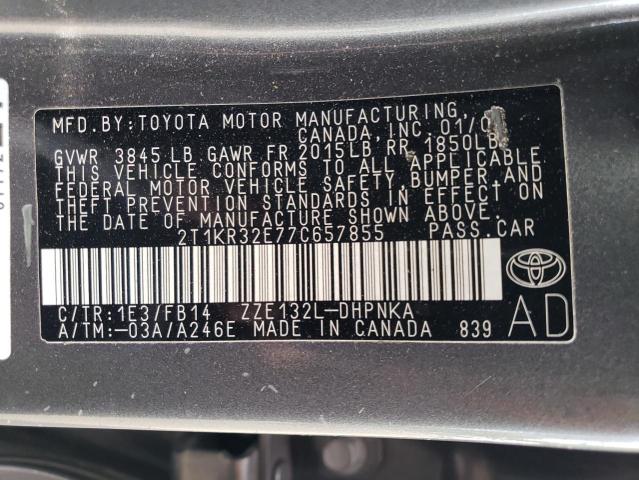 MFD. BY:TOYOTA MOTOR MANUFACTURING,
CANADA, INC. 01/0
GVWR 3845 LB GAWR FR 2015LB RR 1850LB
THIS VEHICLE CONFORMS TO ALL APPLICABLE
FEDERAL MOTOR VEHICLE SAFETY, BUMPER AND
THEFT PREVENTION STANDARDS IN EFFECT ON
THE DATE OF MANUFACTURE SHOWN ABOVE.
2T1KR32E77C657855 PASS.CAR
C/TR:1E3/FB14 ZZE132L-DHPNKA
A/TM:-03A/A246E MADE IN CANADA 839
AD